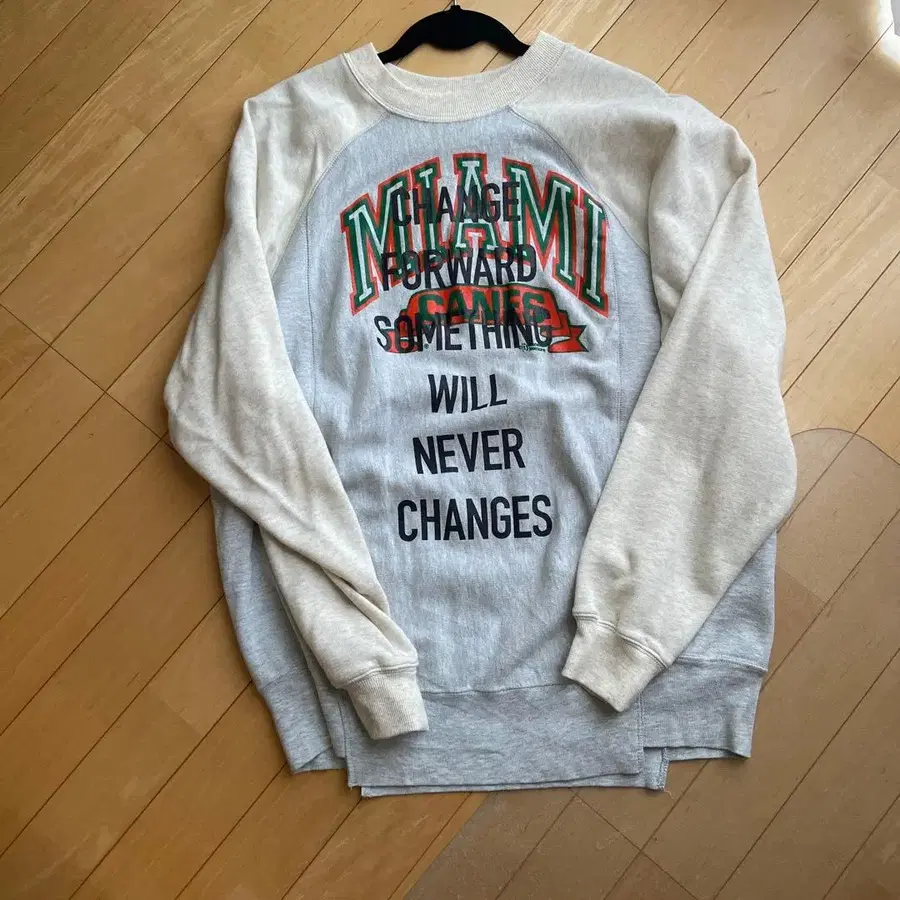 MIAMI
CANES
CHANGE
FORWARD
SOMETHING
WILL
NEVER
CHANGES